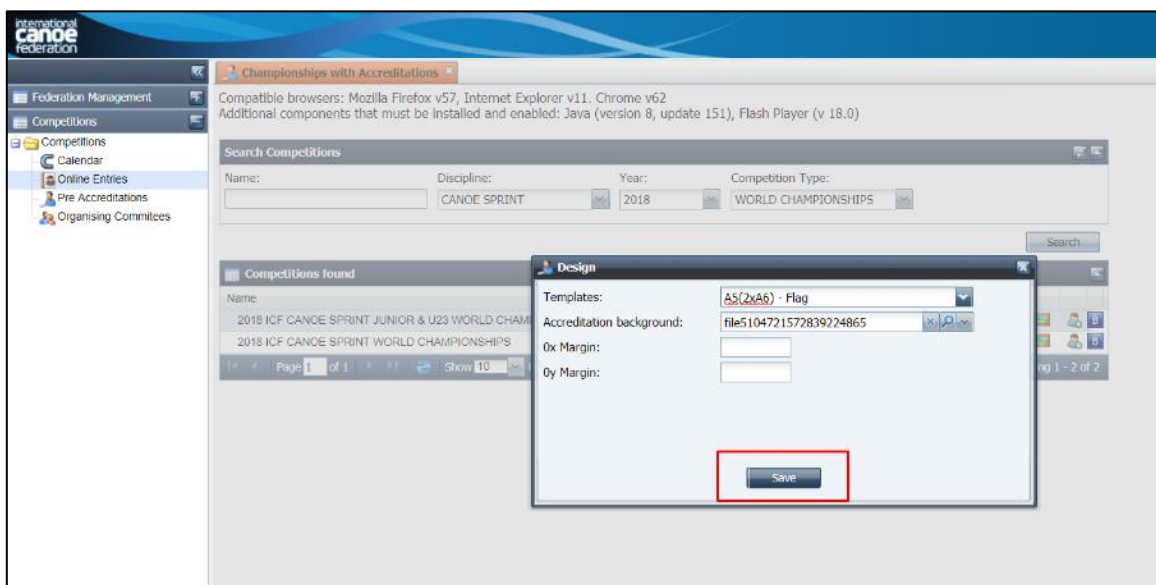 international
canoe
federation
Championships with Accreditations
Federation Management
Competitions
Competitions
Calendar
Online Entries
Pre Accreditations
Organising Commitees
Compatible browsers: Mozilla Firefox v57, Internet Explorer v11. Chrome v62
Additional components that must be installed and enabled: Java (version 8, update 151), Flash Player (v 18.0)
Search Competitions
Name: Discipline: Year: Competition Type:
CANOE SPRINT 2018 WORLD CHAMPIONSHIPS
Search
Competitions found
Name
2018 ICF CANOE SPRINT JUNIOR & U23 WORLD CHAM
2018 ICF CANOE SPRINT WORLD CHAMPIONSHIPS
Page 1 of 1 Show 10 ng 1 - 2 of 2
Design
Templates: A5(2xA6) - Flag
Accreditation background: file5104721572839224865
0x Margin:
0y Margin:
Save